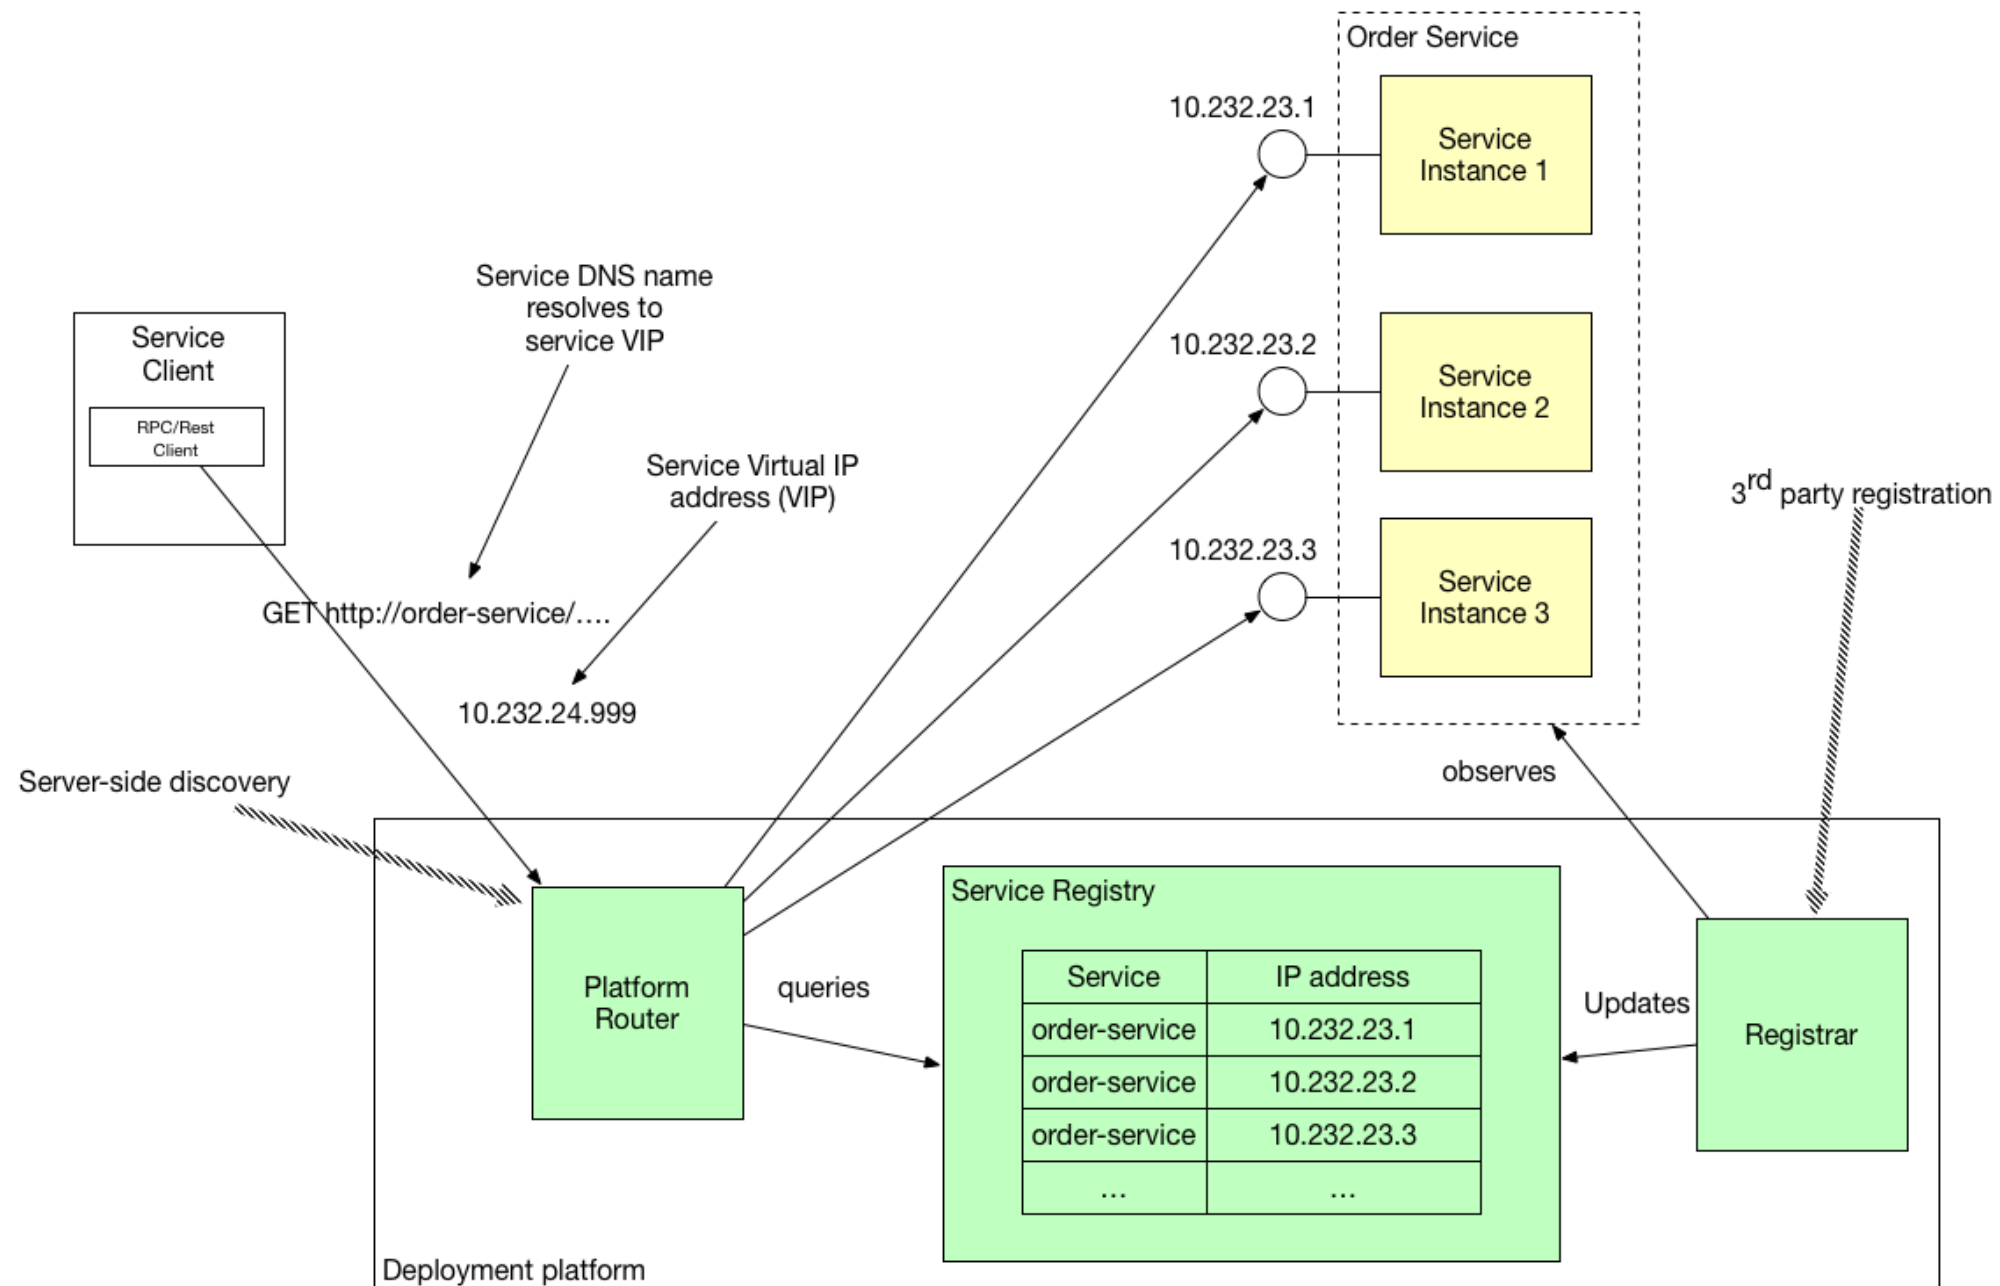 Order Service
10.232.23.1
Service
Instance 1
Service DNS name
resolves to
service VIP
Service
Client
RPC/Rest
Client
10.232.23.2
Service
Instance 2
Service Virtual IP
address (VIP)
3rd party registration
10.232.23.3
Service
Instance 3
GET http://order-service/....
10.232.24.999
Server-side discovery
observes
Service Registry
Platform
Router
queries
Service IP address
order-service 10.232.23.1
order-service 10.232.23.2
order-service 10.232.23.3
... ...
Updates
Registrar
Deployment platform